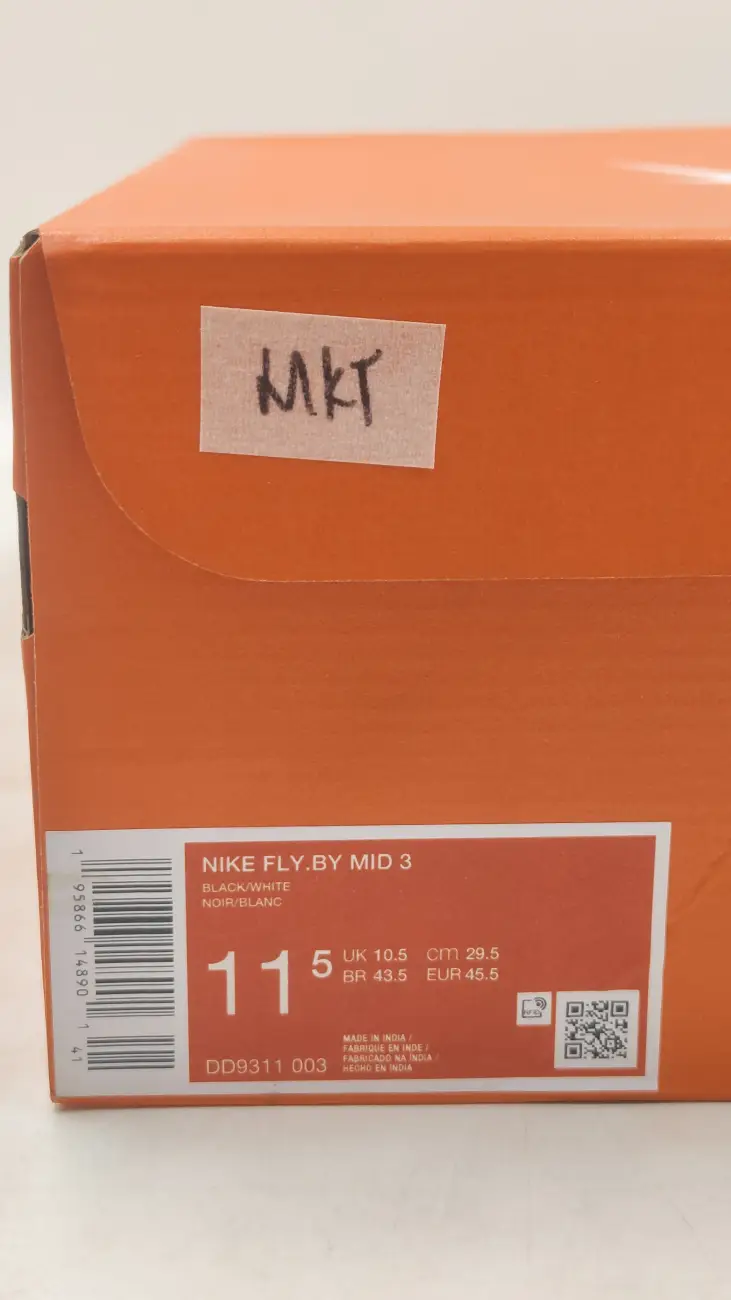 MKT
NIKE FLY.BY MID 3
BLACK/WHITE
NOIR/BLANC
11 5
UK 10.5 cm 29.5
BR 43.5 EUR 45.5
DD9311 003
MADE IN INDIA /
FABRIQUE EN INDE /
FABRICADO NA ÍNDIA /
HECHO EN INDIA
1 95866 14890 1 41